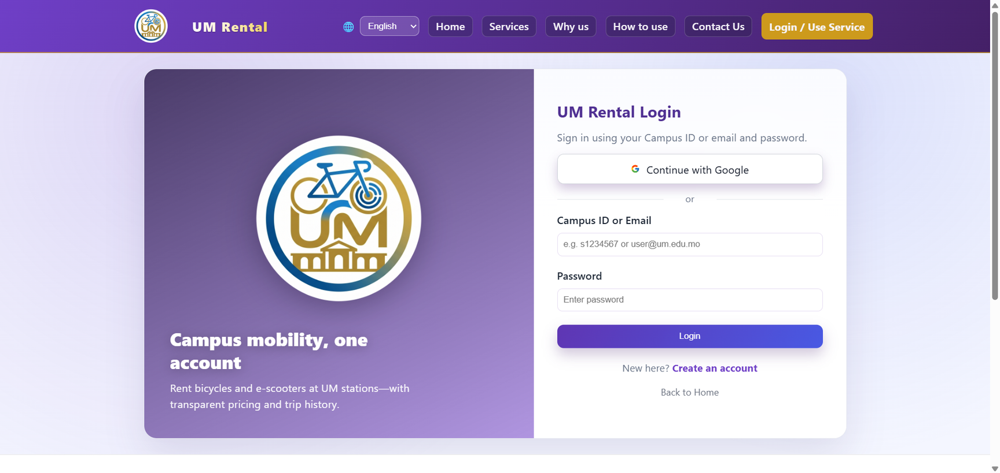 UM
UM Rental
English
Home
Services
Why us
How to use
Contact Us
Login / Use Service
UM
Campus mobility, one
account
Rent bicycles and e-scooters at UM stations—with
transparent pricing and trip history.
UM Rental Login
Sign in using your Campus ID or email and password.
Continue with Google
or
Campus ID or Email
e.g. s1234567 or user@um.edu.mo
Password
Enter password
Login
New here? Create an account
Back to Home